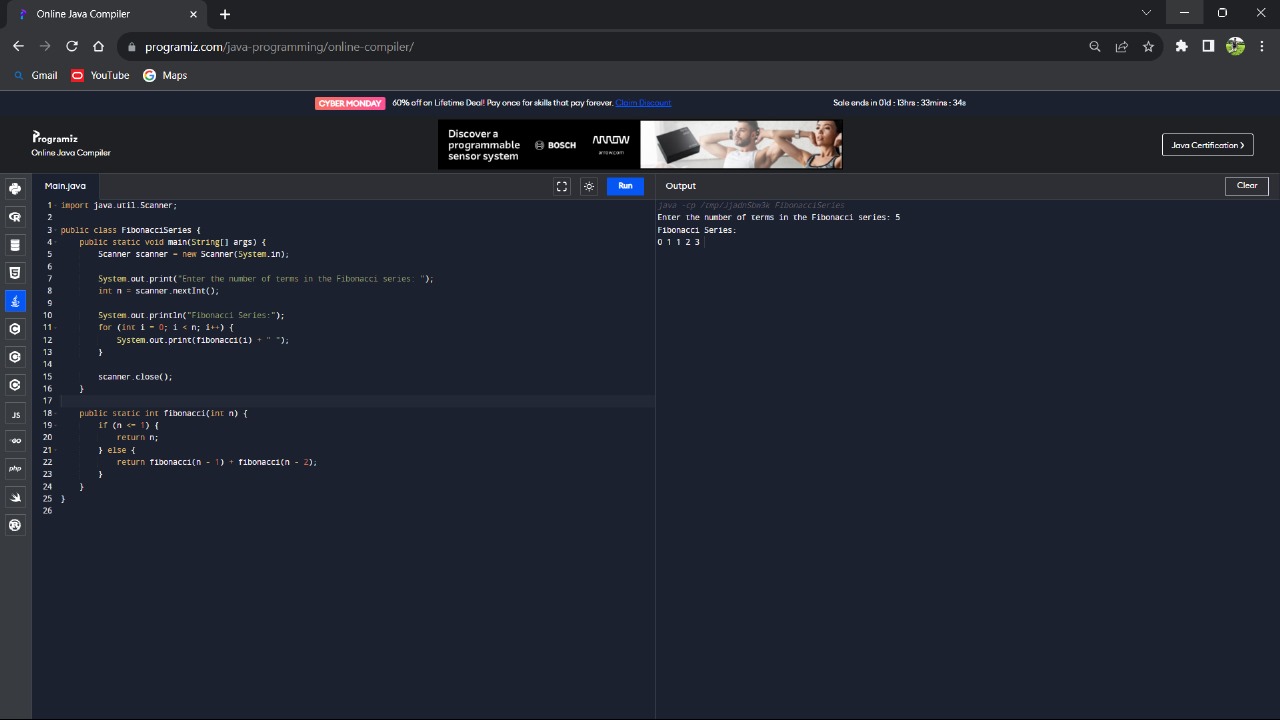 Online Java Compiler
programiz.com/java-programming/online-compiler/
Gmail YouTube Maps
CYBER MONDAY 60% off on Lifetime Deal! Pay once for skills that pay forever. Claim Discount Sale ends in 01d : 13hrs : 33mins : 34s
Programiz
Online Java Compiler
Discover a
programmable
sensor system
BOSCH
ARROW
arrow.com
Java Certification >
Main.java
Run
Output
Clear
1 import java.util.Scanner;
2
3 public class FibonacciSeries {
4 public static void main(String[] args) {
5 Scanner scanner = new Scanner(System.in);
6
7 System.out.print("Enter the number of terms in the Fibonacci series: ");
8 int n = scanner.nextInt();
9
10 System.out.println("Fibonacci Series:");
11 for (int i = 0; i < n; i++) {
12 System.out.print(fibonacci(i) + " ");
13 }
14
15 scanner.close();
16 }
17
18 public static int fibonacci(int n) {
19 if (n <= 1) {
20 return n;
21 } else {
22 return fibonacci(n - 1) + fibonacci(n - 2);
23 }
24 }
25 }
26
java -cp /tmp/JjadnSbw3k FibonacciSeries
Enter the number of terms in the Fibonacci series: 5
Fibonacci Series:
0 1 1 2 3
JS
GO
php